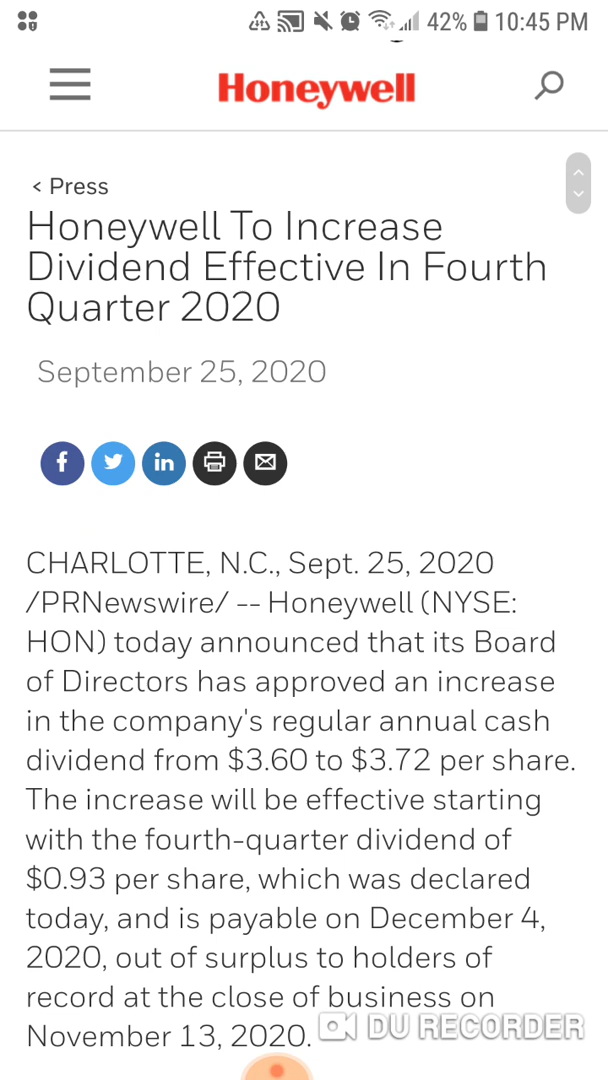 42% 10:45 PM
Honeywell
< Press
Honeywell To Increase
Dividend Effective In Fourth
Quarter 2020
September 25, 2020
f in
CHARLOTTE, N.C., Sept. 25, 2020
/PRNewswire/ -- Honeywell (NYSE:
HON) today announced that its Board
of Directors has approved an increase
in the company's regular annual cash
dividend from $3.60 to $3.72 per share.
The increase will be effective starting
with the fourth-quarter dividend of
$0.93 per share, which was declared
today, and is payable on December 4,
2020, out of surplus to holders of
record at the close of business on
November 13, 2020.
DU RECORDER